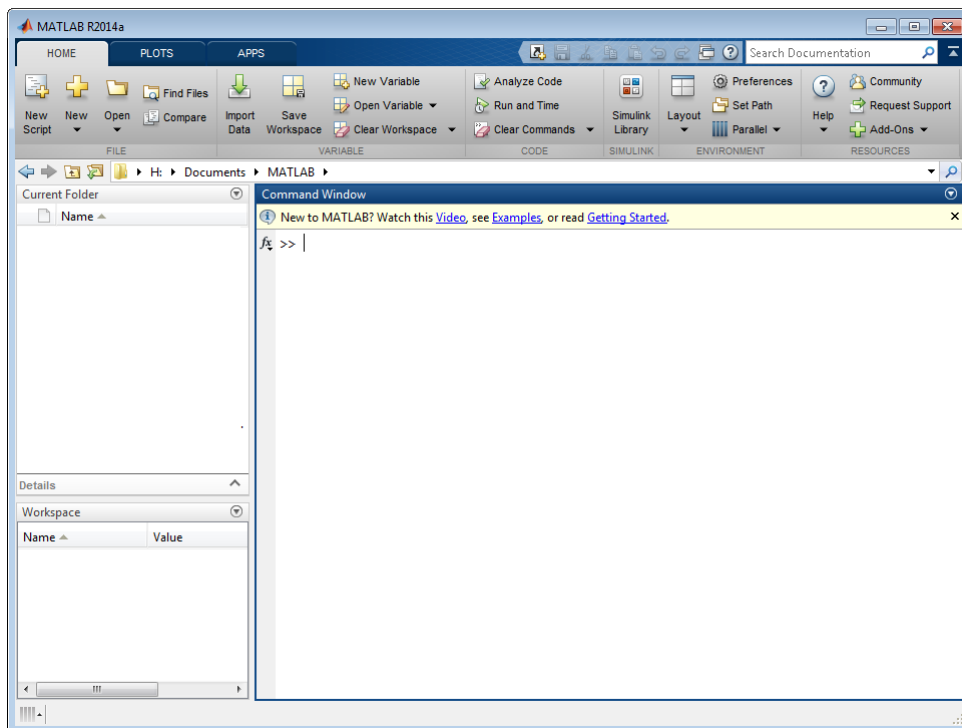 MATLAB R2014a
HOME PLOTS APPS Search Documentation
New Script
New
Open
Find Files
Compare
FILE
Import Data
Save Workspace
New Variable
Open Variable
Clear Workspace
VARIABLE
Analyze Code
Run and Time
Clear Commands
CODE
Simulink Library
SIMULINK
Layout
Preferences
Set Path
Parallel
ENVIRONMENT
Help
Community
Request Support
Add-Ons
RESOURCES
H: Documents MATLAB
Current Folder
Name
Details
Workspace
Name Value
Command Window
New to MATLAB? Watch this Video, see Examples, or read Getting Started.
fx >>